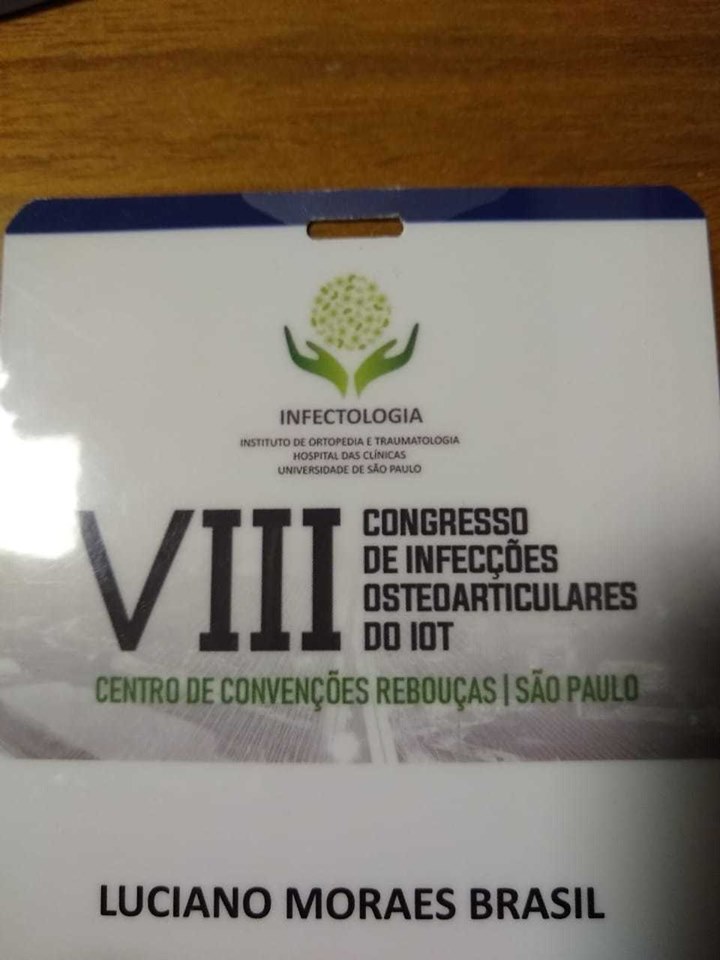 INFECTOLOGIA
INSTITUTO DE ORTOPEDIA E TRAUMATOLOGIA
HOSPITAL DAS CLÍNICAS
UNIVERSIDADE DE SÃO PAULO
VIII CONGRESSO
DE INFECÇÕES
OSTEOARTICULARES
DO IOT
CENTRO DE CONVENÇÕES REBOUÇAS | SÃO PAULO
LUCIANO MORAES BRASIL